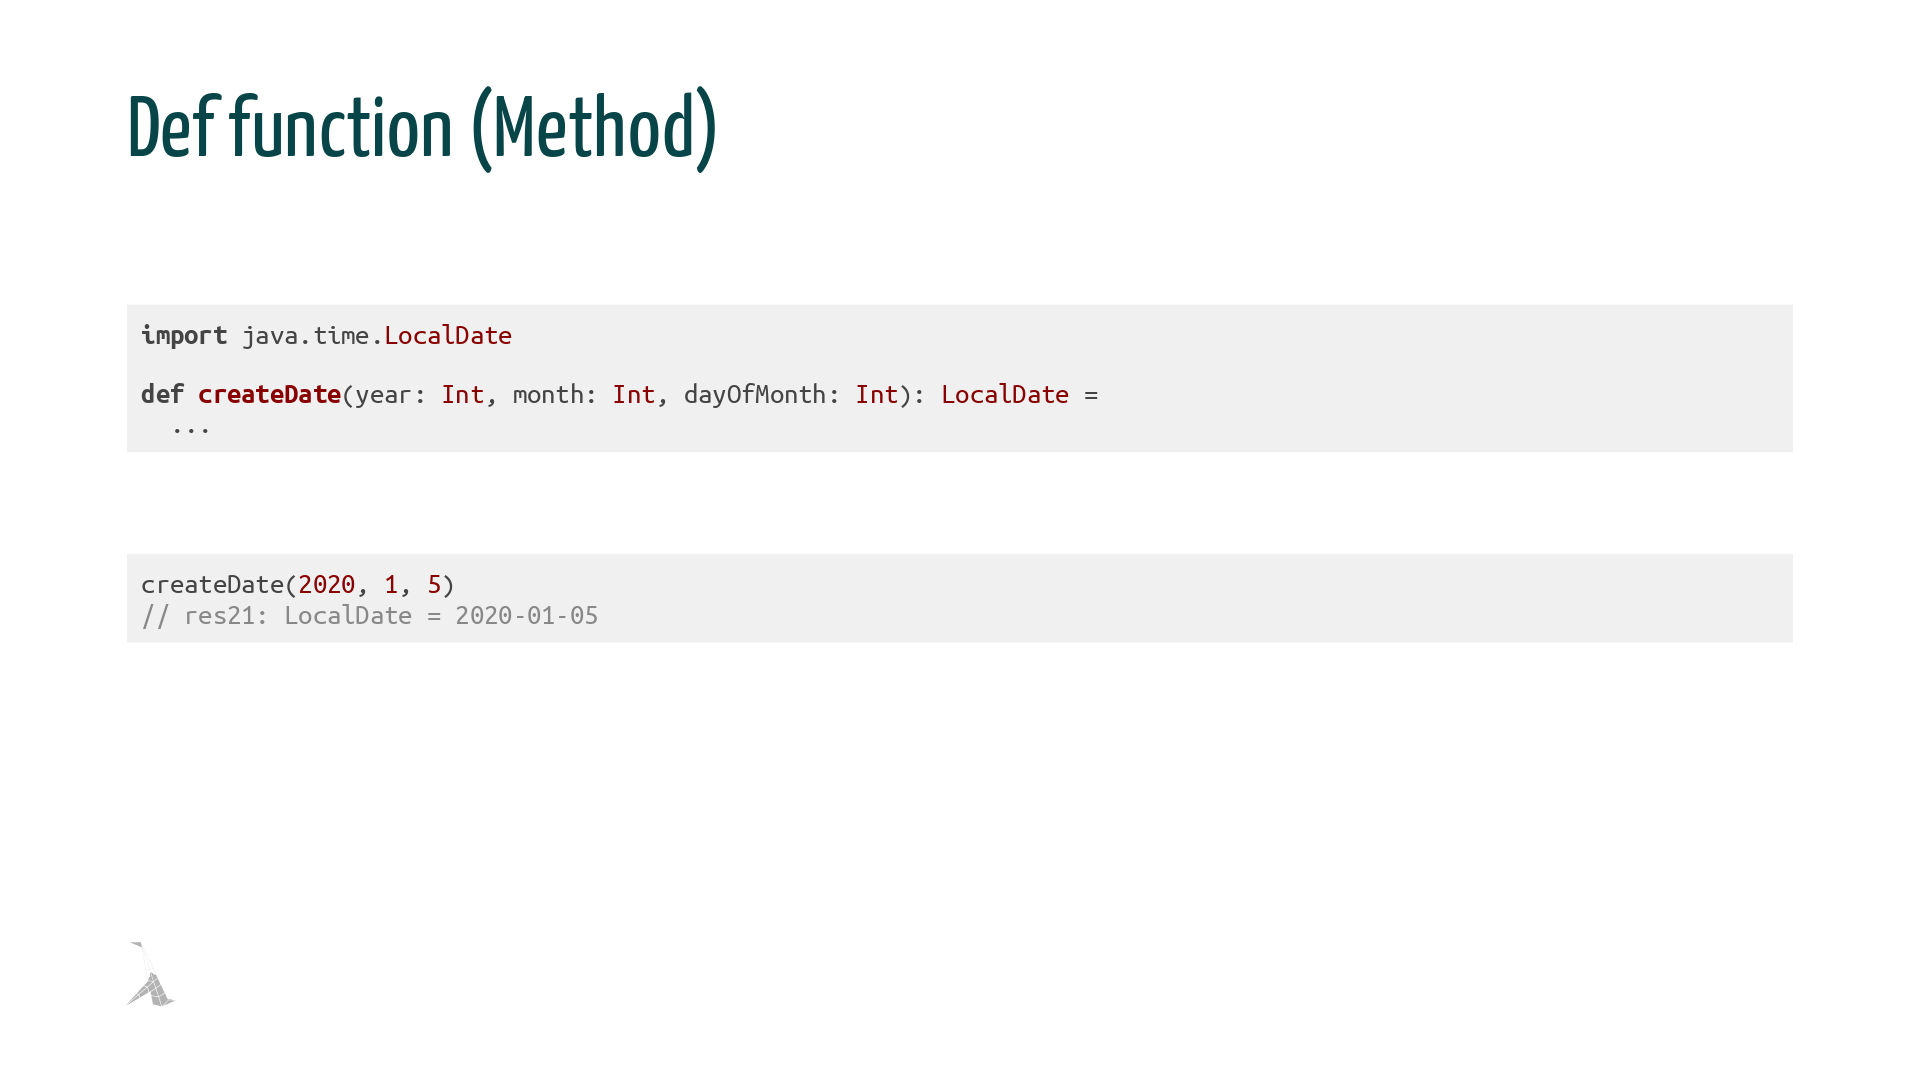 Def function (Method)
import java.time.LocalDate
def createDate(year: Int, month: Int, dayOfMonth: Int): LocalDate =
  ...
createDate(2020, 1, 5)
// res21: LocalDate = 2020-01-05